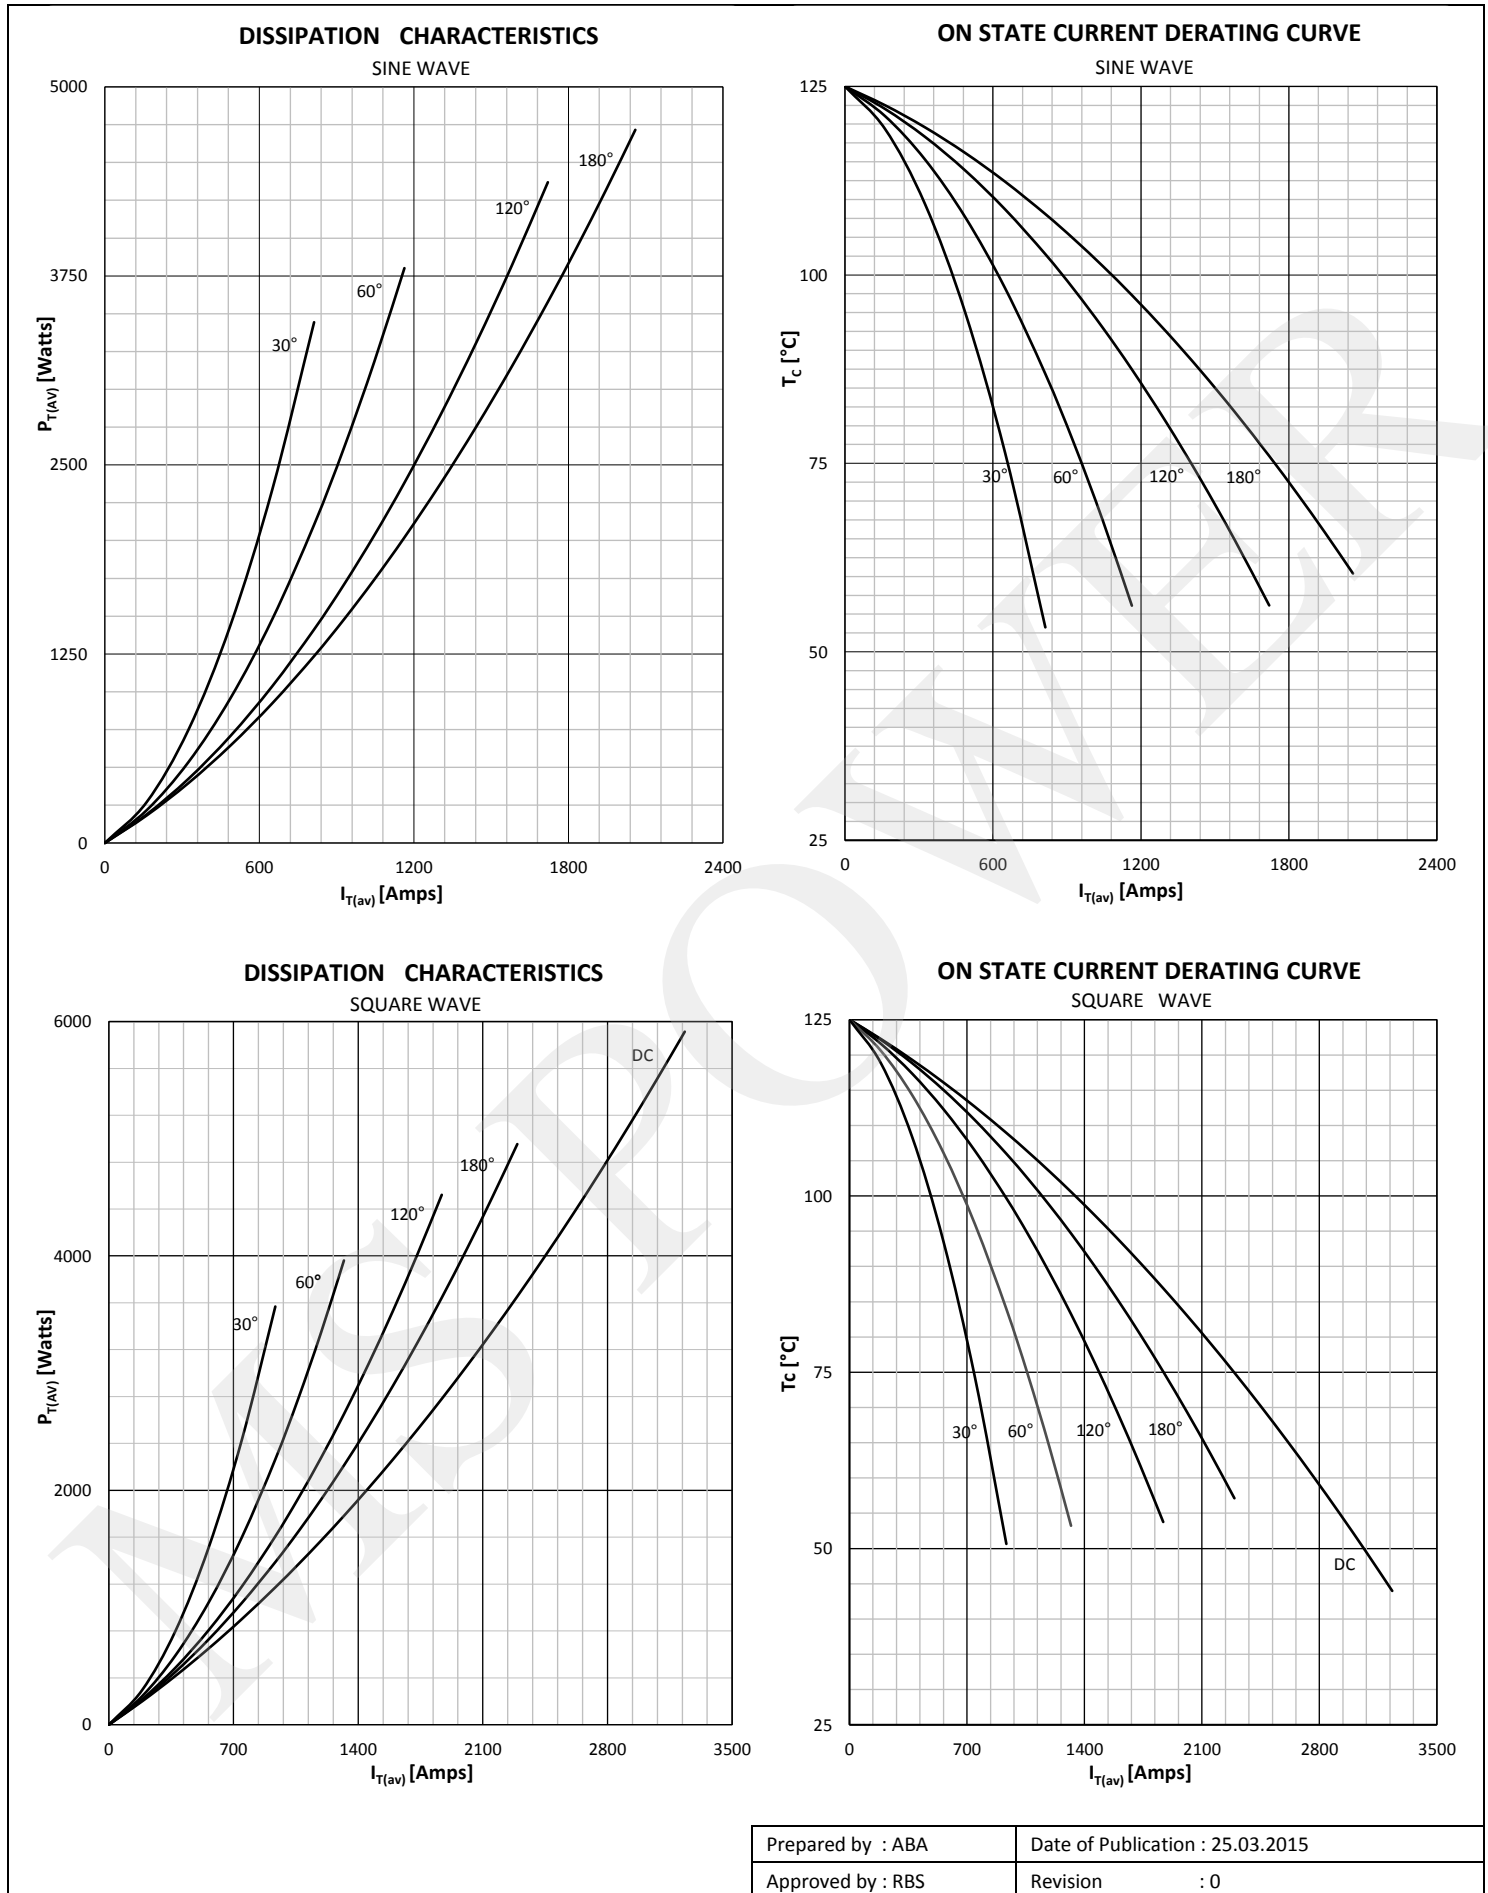 DISSIPATION CHARACTERISTICS
SINE WAVE
5000
3750
2500
1250
0
0 600 1200 1800 2400
P_T(AV) [Watts]
I_T(av) [Amps]
30°
60°
120°
180°
ON STATE CURRENT DERATING CURVE
SINE WAVE
125
100
75
50
25
0 600 1200 1800 2400
T_C [°C]
I_T(av) [Amps]
30° 60° 120° 180°
DISSIPATION CHARACTERISTICS
SQUARE WAVE
6000
4000
2000
0
0 700 1400 2100 2800 3500
P_T(AV) [Watts]
I_T(av) [Amps]
30°
60°
120°
180°
DC
ON STATE CURRENT DERATING CURVE
SQUARE WAVE
125
100
75
50
25
0 700 1400 2100 2800 3500
Tc [°C]
I_T(av) [Amps]
30° 60° 120° 180°
DC
MS POWER
Prepared by : ABA Date of Publication : 25.03.2015
Approved by : RBS Revision : 0